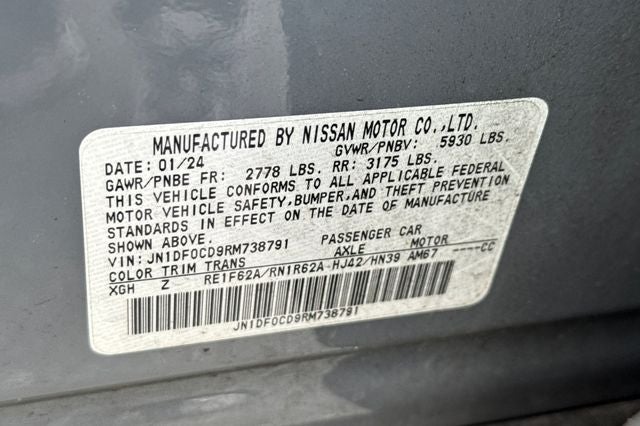 MANUFACTURED BY NISSAN MOTOR CO.,LTD.
DATE: 01/24 GVWR/PNBV: 5930 LBS.
GAWR/PNBE FR: 2778 LBS. RR: 3175 LBS.
THIS VEHICLE CONFORMS TO ALL APPLICABLE FEDERAL
MOTOR VEHICLE SAFETY,BUMPER,AND THEFT PREVENTION
STANDARDS IN EFFECT ON THE DATE OF MANUFACTURE
SHOWN ABOVE.
VIN: JN1DF0CD9RM738791 PASSENGER CAR
COLOR TRIM TRANS AXLE MOTOR
XGH Z RE1F62A/RN1R62A-HJ42/HN39 AM67 ----CC
JN1DF0CD9RM738791